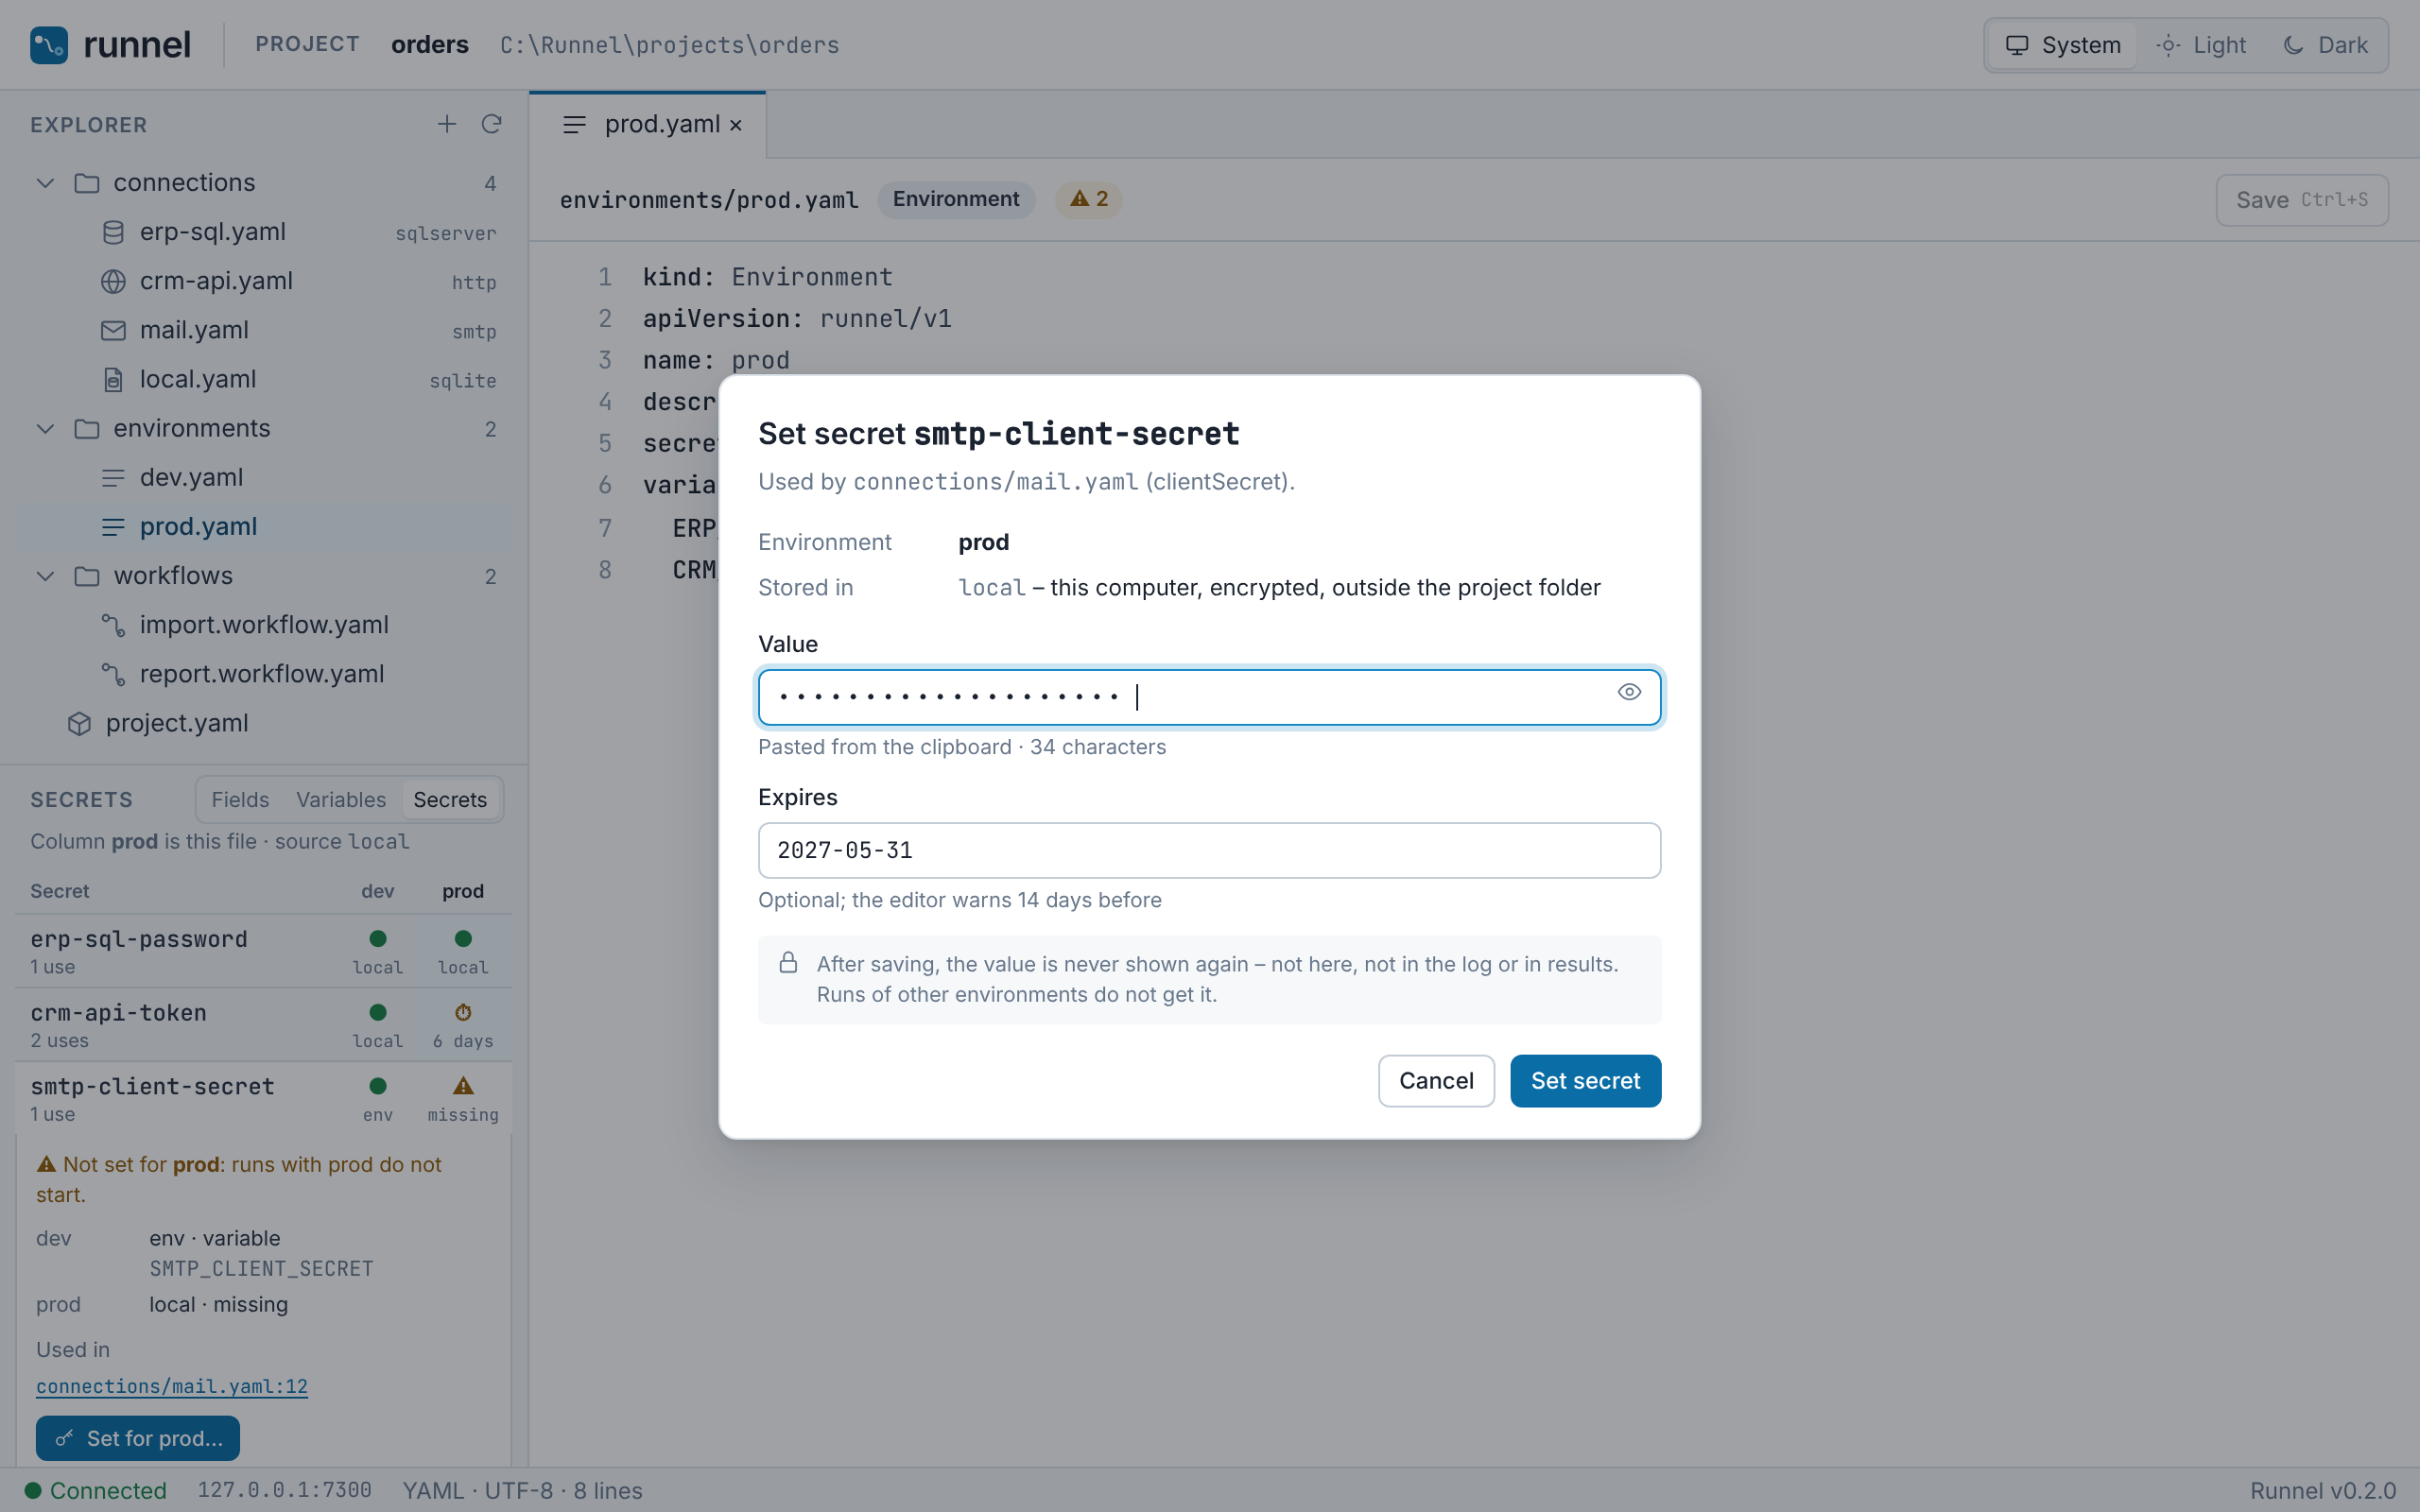 runnel PROJECT orders C:\Runnel\projects\orders System Light Dark
EXPLORER
connections 4
erp-sql.yaml sqlserver
crm-api.yaml http
mail.yaml smtp
local.yaml sqlite
environments 2
dev.yaml
prod.yaml
workflows 2
import.workflow.yaml
report.workflow.yaml
project.yaml
SECRETS Fields Variables Secrets
Column prod is this file · source local
Secret dev prod
erp-sql-password
1 use local local
crm-api-token
2 uses local 6 days
smtp-client-secret
1 use env missing
Not set for prod: runs with prod do not
start.
dev env · variable
SMTP_CLIENT_SECRET
prod local · missing
Used in
connections/mail.yaml:12
Set for prod...
prod.yaml ×
environments/prod.yaml Environment 2 Save Ctrl+S
1 kind: Environment
2 apiVersion: runnel/v1
3 name: prod
4 descr
5 secre
6 varia
7 ERP
8 CRM
Set secret smtp-client-secret
Used by connections/mail.yaml (clientSecret).
Environment prod
Stored in local – this computer, encrypted, outside the project folder
Value
••••••••••••••••••••
Pasted from the clipboard · 34 characters
Expires
2027-05-31
Optional; the editor warns 14 days before
After saving, the value is never shown again – not here, not in the log or in results.
Runs of other environments do not get it.
Cancel Set secret
Connected 127.0.0.1:7300 YAML · UTF-8 · 8 lines Runnel v0.2.0